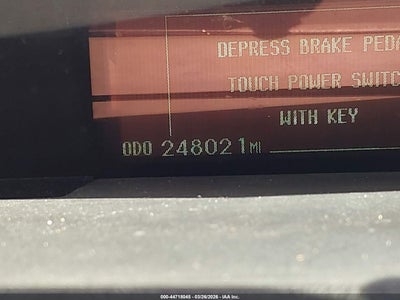 DEPRESS BRAKE PEDA
TOUCH POWER SWITC
WITH KEY
ODO 248021 MI
000-44718045 - 03/26/2026 - IAA Inc.